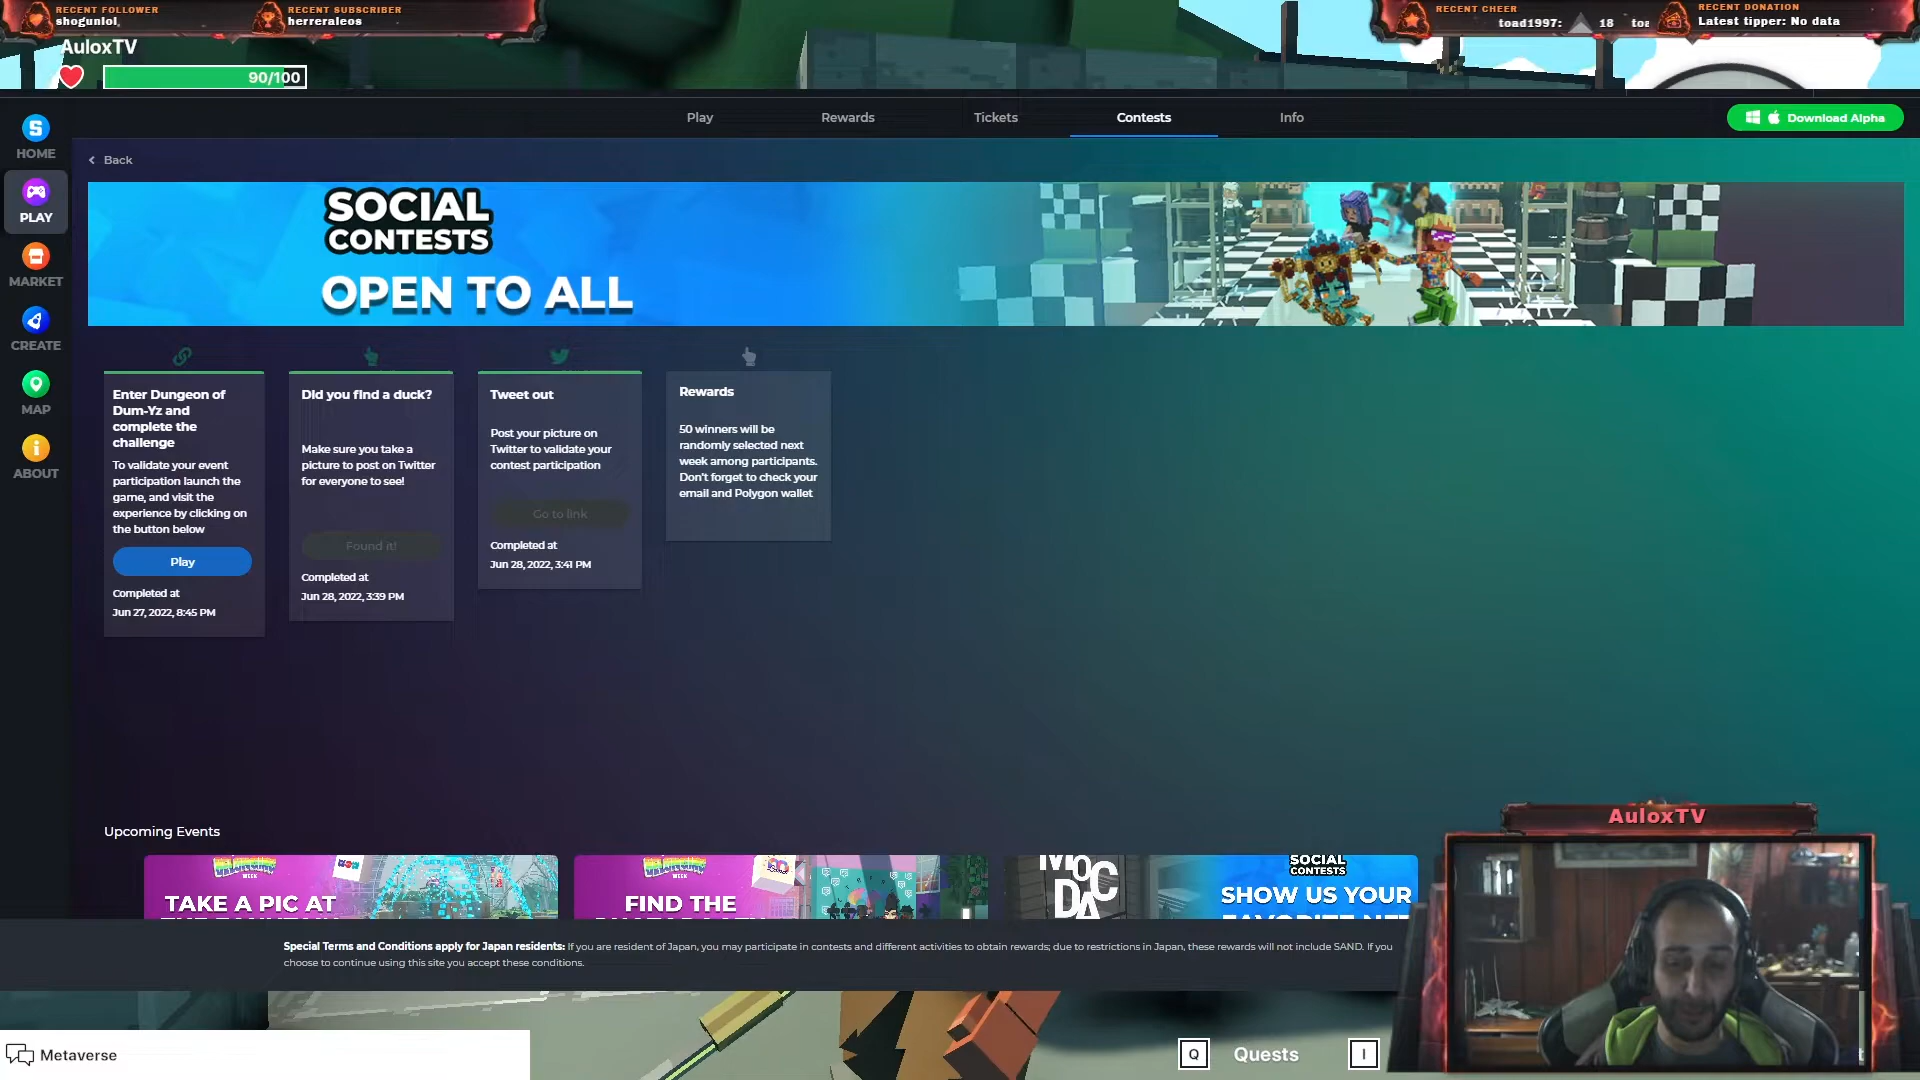 RECENT FOLLOWER
shogunlol,
RECENT SUBSCRIBER
herreraleos
RECENT CHEER
toad1997: 18 toa
RECENT DONATION
Latest tipper: No data
AuloxTV
90/100
Play
Rewards
Tickets
Contests
Info
Download Alpha
HOME
PLAY
MARKET
CREATE
MAP
ABOUT
Back
SOCIAL
CONTESTS
OPEN TO ALL
Enter Dungeon of
Dum-Yz and
complete the
challenge
To validate your event
participation launch the
game, and visit the
experience by clicking on
the button below
Play
Completed at
Jun 27, 2022, 8:45 PM
Did you find a duck?
Make sure you take a
picture to post on Twitter
for everyone to see!
Found it!
Completed at
Jun 28, 2022, 3:39 PM
Tweet out
Post your picture on
Twitter to validate your
contest participation
Go to link
Completed at
Jun 28, 2022, 3:41 PM
Rewards
50 winners will be
randomly selected next
week among participants.
Don't forget to check your
email and Polygon wallet
Upcoming Events
WEEK
TAKE A PIC AT
WEEK
FIND THE
MOC
DA
SOCIAL
CONTESTS
SHOW US YOUR
FAVORITE NFT
Special Terms and Conditions apply for Japan residents: If you are resident of Japan, you may participate in contests and different activities to obtain rewards; due to restrictions in Japan, these rewards will not include SAND. If you
choose to continue using this site you accept these conditions.
AuloxTV
Metaverse
Q
Quests
I